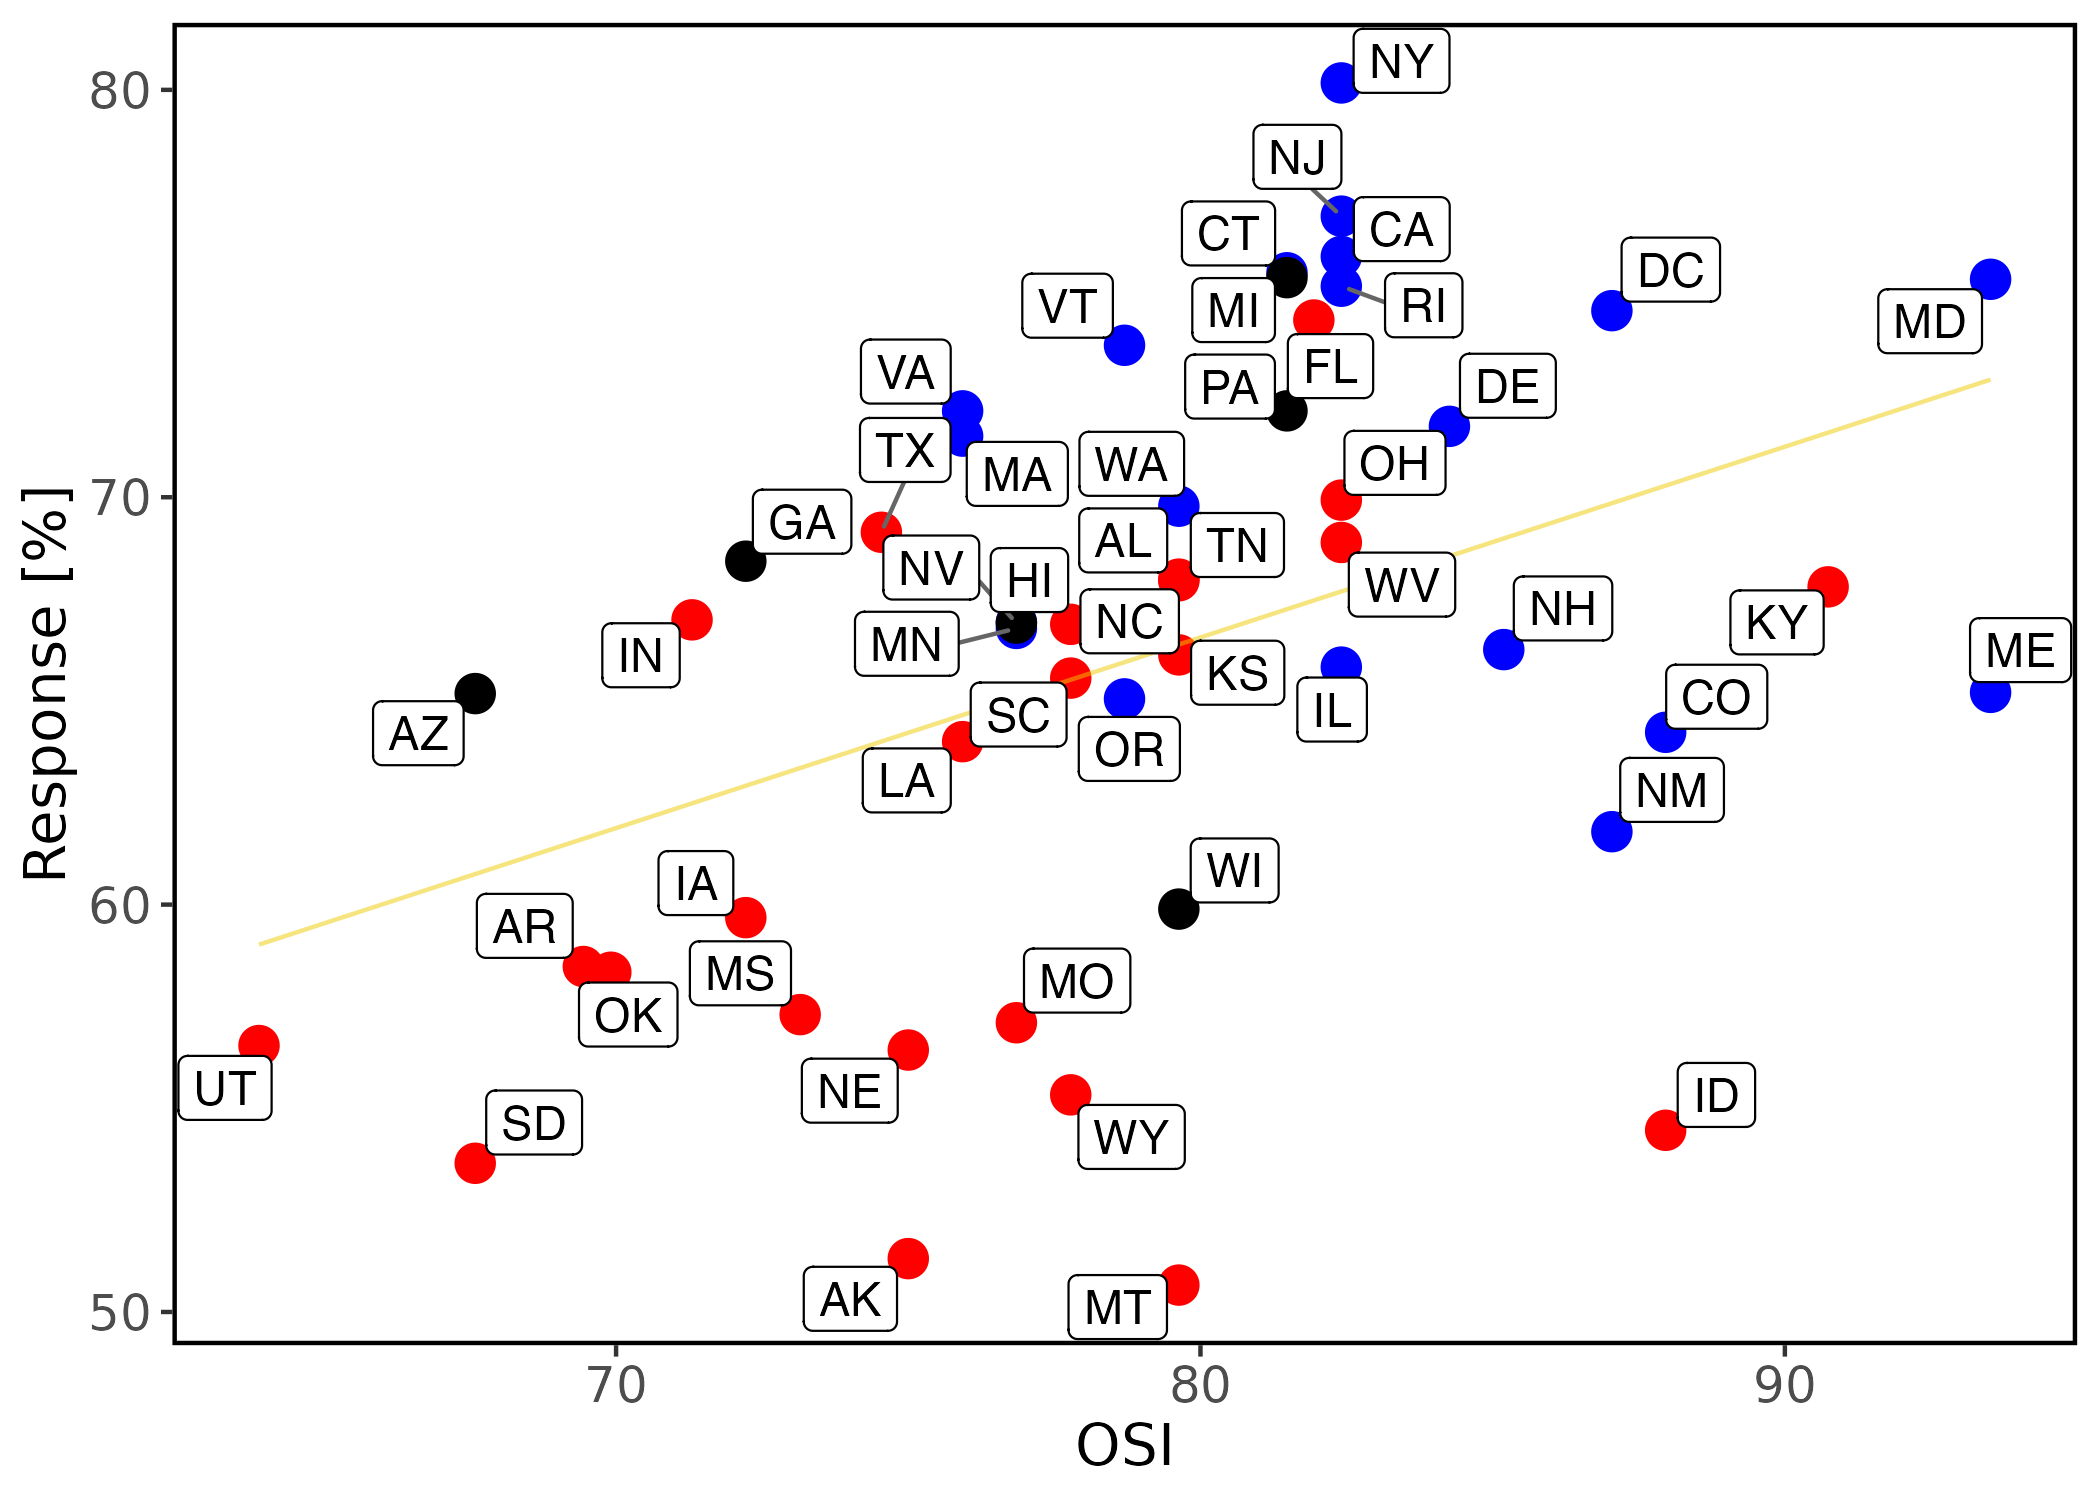 NY
80
NJ
CT
CA
DC
VT
MI
RI
MD
VA
PA
FL
DE
TX
MA
WA
OH
70
GA
AL
TN
NV
HI
WV
NH
KY
IN
MN
NC
ME
KS
AZ
SC
OR
IL
CO
LA
NM
Response [%]
IA
WI
60
AR
MS
MO
OK
UT
NE
ID
SD
WY
AK
MT
50
70 80 90
OSI